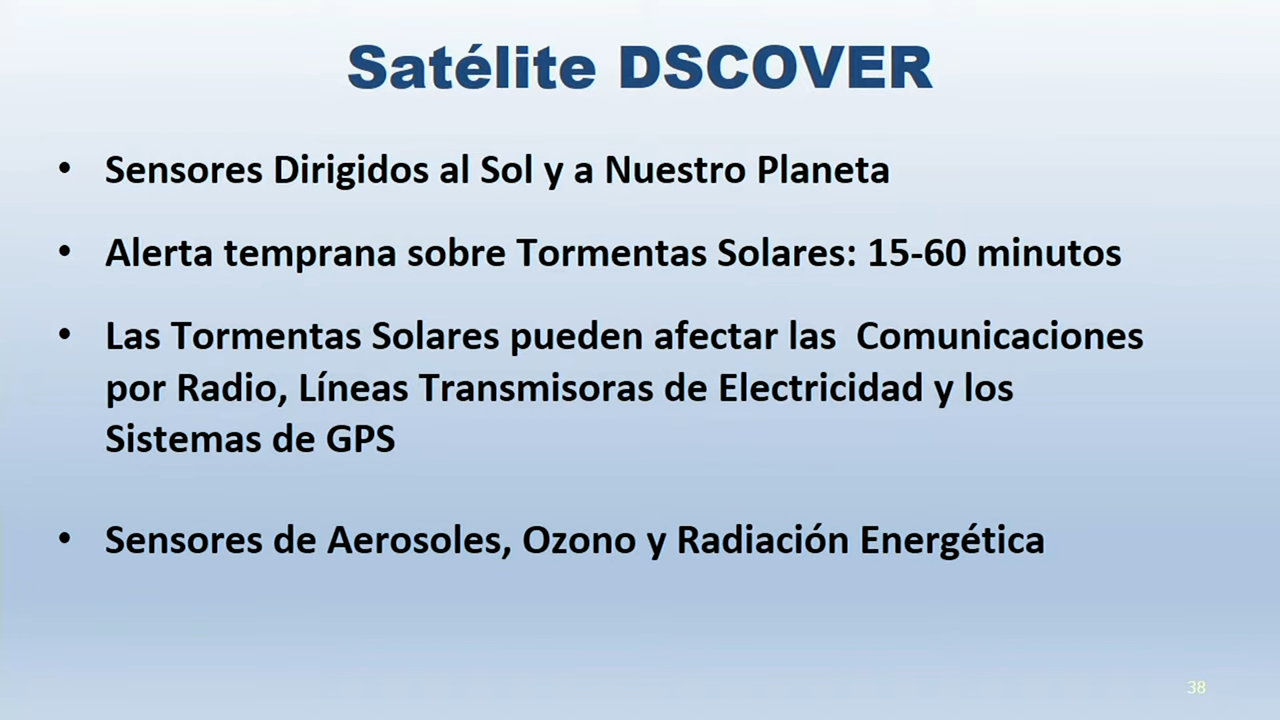 Satélite DSCOVER
• Sensores Dirigidos al Sol y a Nuestro Planeta
• Alerta temprana sobre Tormentas Solares: 15-60 minutos
• Las Tormentas Solares pueden afectar las Comunicaciones
por Radio, Líneas Transmisoras de Electricidad y los
Sistemas de GPS
• Sensores de Aerosoles, Ozono y Radiación Energética
38